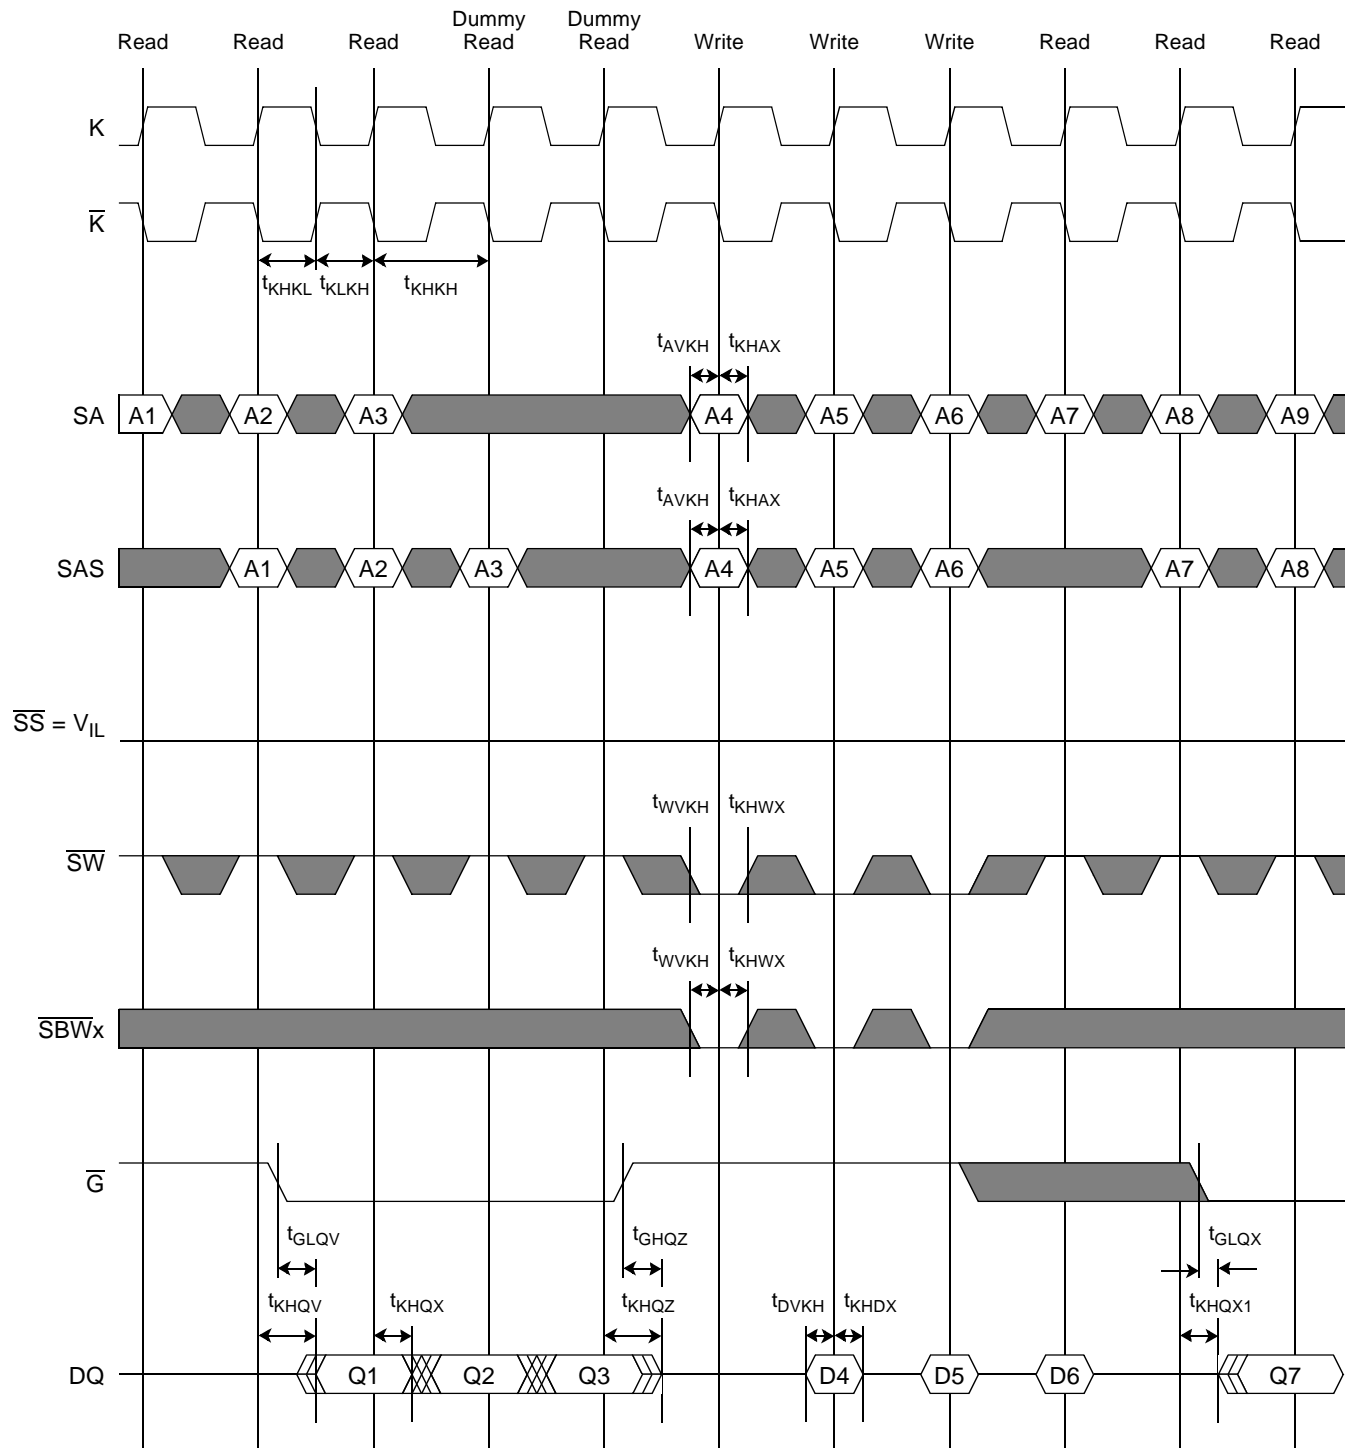 Dummy Dummy
Read Read Read Read Read Write Write Write Read Read Read
K
K̅
tKHKL tKLKH tKHKH
tAVKH tKHAX
SA A1 A2 A3 A4 A5 A6 A7 A8 A9
tAVKH tKHAX
SAS A1 A2 A3 A4 A5 A6 A7 A8
S̅S̅ = VIL
tWVKH tKHWX
S̅W̅
tWVKH tKHWX
S̅B̅W̅x
G̅
tGLQV tGHQZ tGLQX
tKHQV tKHQX tKHQZ tDVKH tKHDX tKHQX1
DQ Q1 Q2 Q3 D4 D5 D6 Q7